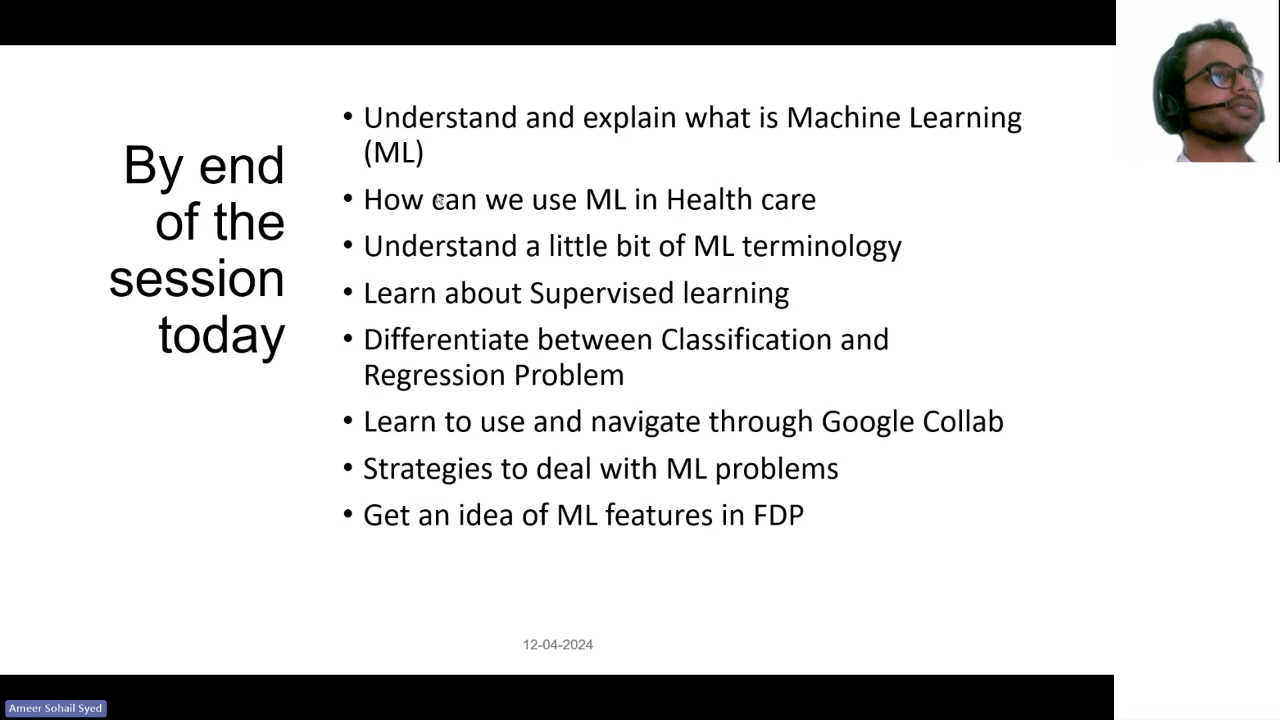 By end
of the
session
today
• Understand and explain what is Machine Learning
(ML)
• How can we use ML in Health care
• Understand a little bit of ML terminology
• Learn about Supervised learning
• Differentiate between Classification and
Regression Problem
• Learn to use and navigate through Google Collab
• Strategies to deal with ML problems
• Get an idea of ML features in FDP
12-04-2024
Ameer Sohail Syed